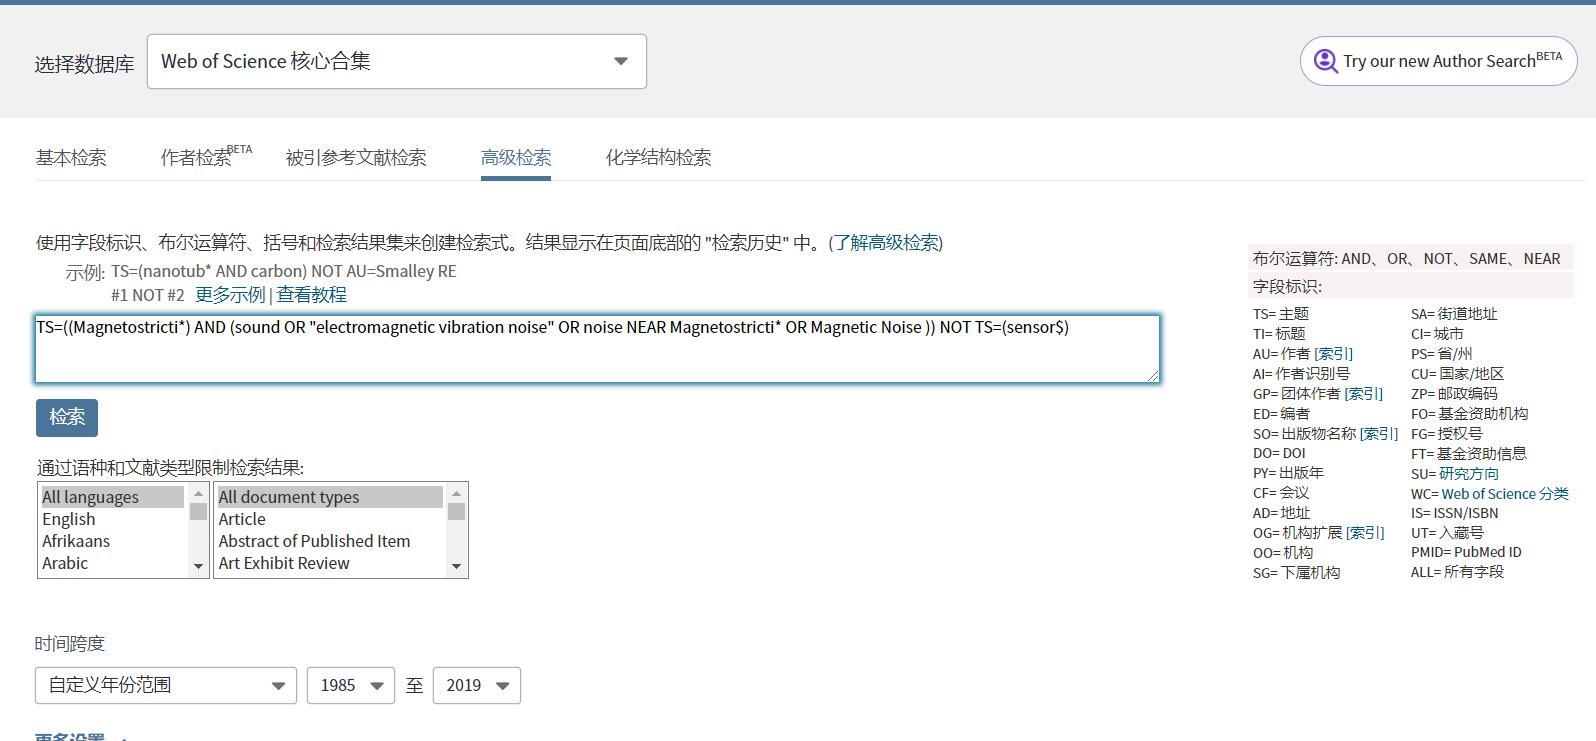 选择数据库
Web of Science 核心合集
Try our new Author SearchBETA
基本检索
作者检索BETA
被引参考文献检索
高级检索
化学结构检索
使用字段标识、布尔运算符、括号和检索结果集来创建检索式。结果显示在页面底部的 "检索历史" 中。(了解高级检索)
示例: TS=(nanotub* AND carbon) NOT AU=Smalley RE
#1 NOT #2 更多示例 | 查看教程
TS=((Magnetostricti*) AND (sound OR "electromagnetic vibration noise" OR noise NEAR Magnetostricti* OR Magnetic Noise )) NOT TS=(sensor$)
检索
通过语种和文献类型限制检索结果:
All languages
English
Afrikaans
Arabic
All document types
Article
Abstract of Published Item
Art Exhibit Review
时间跨度
自定义年份范围
1985
至
2019
更多设置
布尔运算符: AND、OR、NOT、SAME、NEAR
字段标识:
TS= 主题
TI= 标题
AU= 作者 [索引]
AI= 作者识别号
GP= 团体作者 [索引]
ED= 编者
SO= 出版物名称 [索引]
DO= DOI
PY= 出版年
CF= 会议
AD= 地址
OG= 机构扩展 [索引]
OO= 机构
SG= 下属机构
SA= 街道地址
CI= 城市
PS= 省/州
CU= 国家/地区
ZP= 邮政编码
FO= 基金资助机构
FG= 授权号
FT= 基金资助信息
SU= 研究方向
WC= Web of Science 分类
IS= ISSN/ISBN
UT= 入藏号
PMID= PubMed ID
ALL= 所有字段